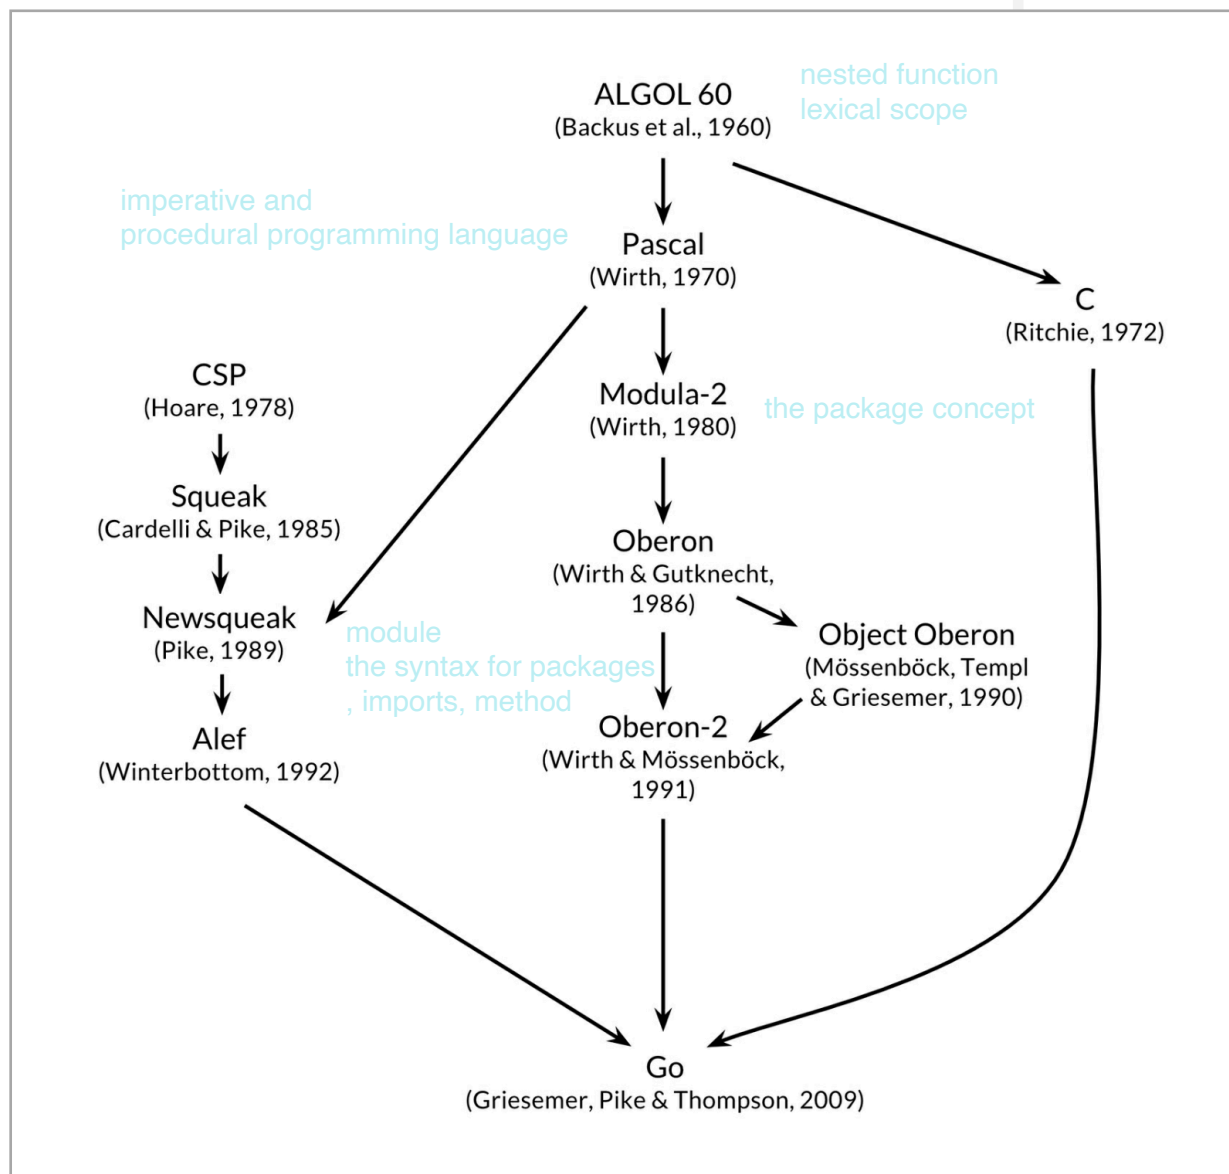 nested function
lexical scope
ALGOL 60
(Backus et al., 1960)
imperative and
procedural programming language
Pascal
(Wirth, 1970)
C
(Ritchie, 1972)
CSP
(Hoare, 1978)
Modula-2
(Wirth, 1980)
the package concept
Squeak
(Cardelli & Pike, 1985)
Oberon
(Wirth & Gutknecht,
1986)
Newsqueak
(Pike, 1989)
module
the syntax for packages
, imports, method
Object Oberon
(Mössenböck, Templ
& Griesemer, 1990)
Alef
(Winterbottom, 1992)
Oberon-2
(Wirth & Mössenböck,
1991)
Go
(Griesemer, Pike & Thompson, 2009)